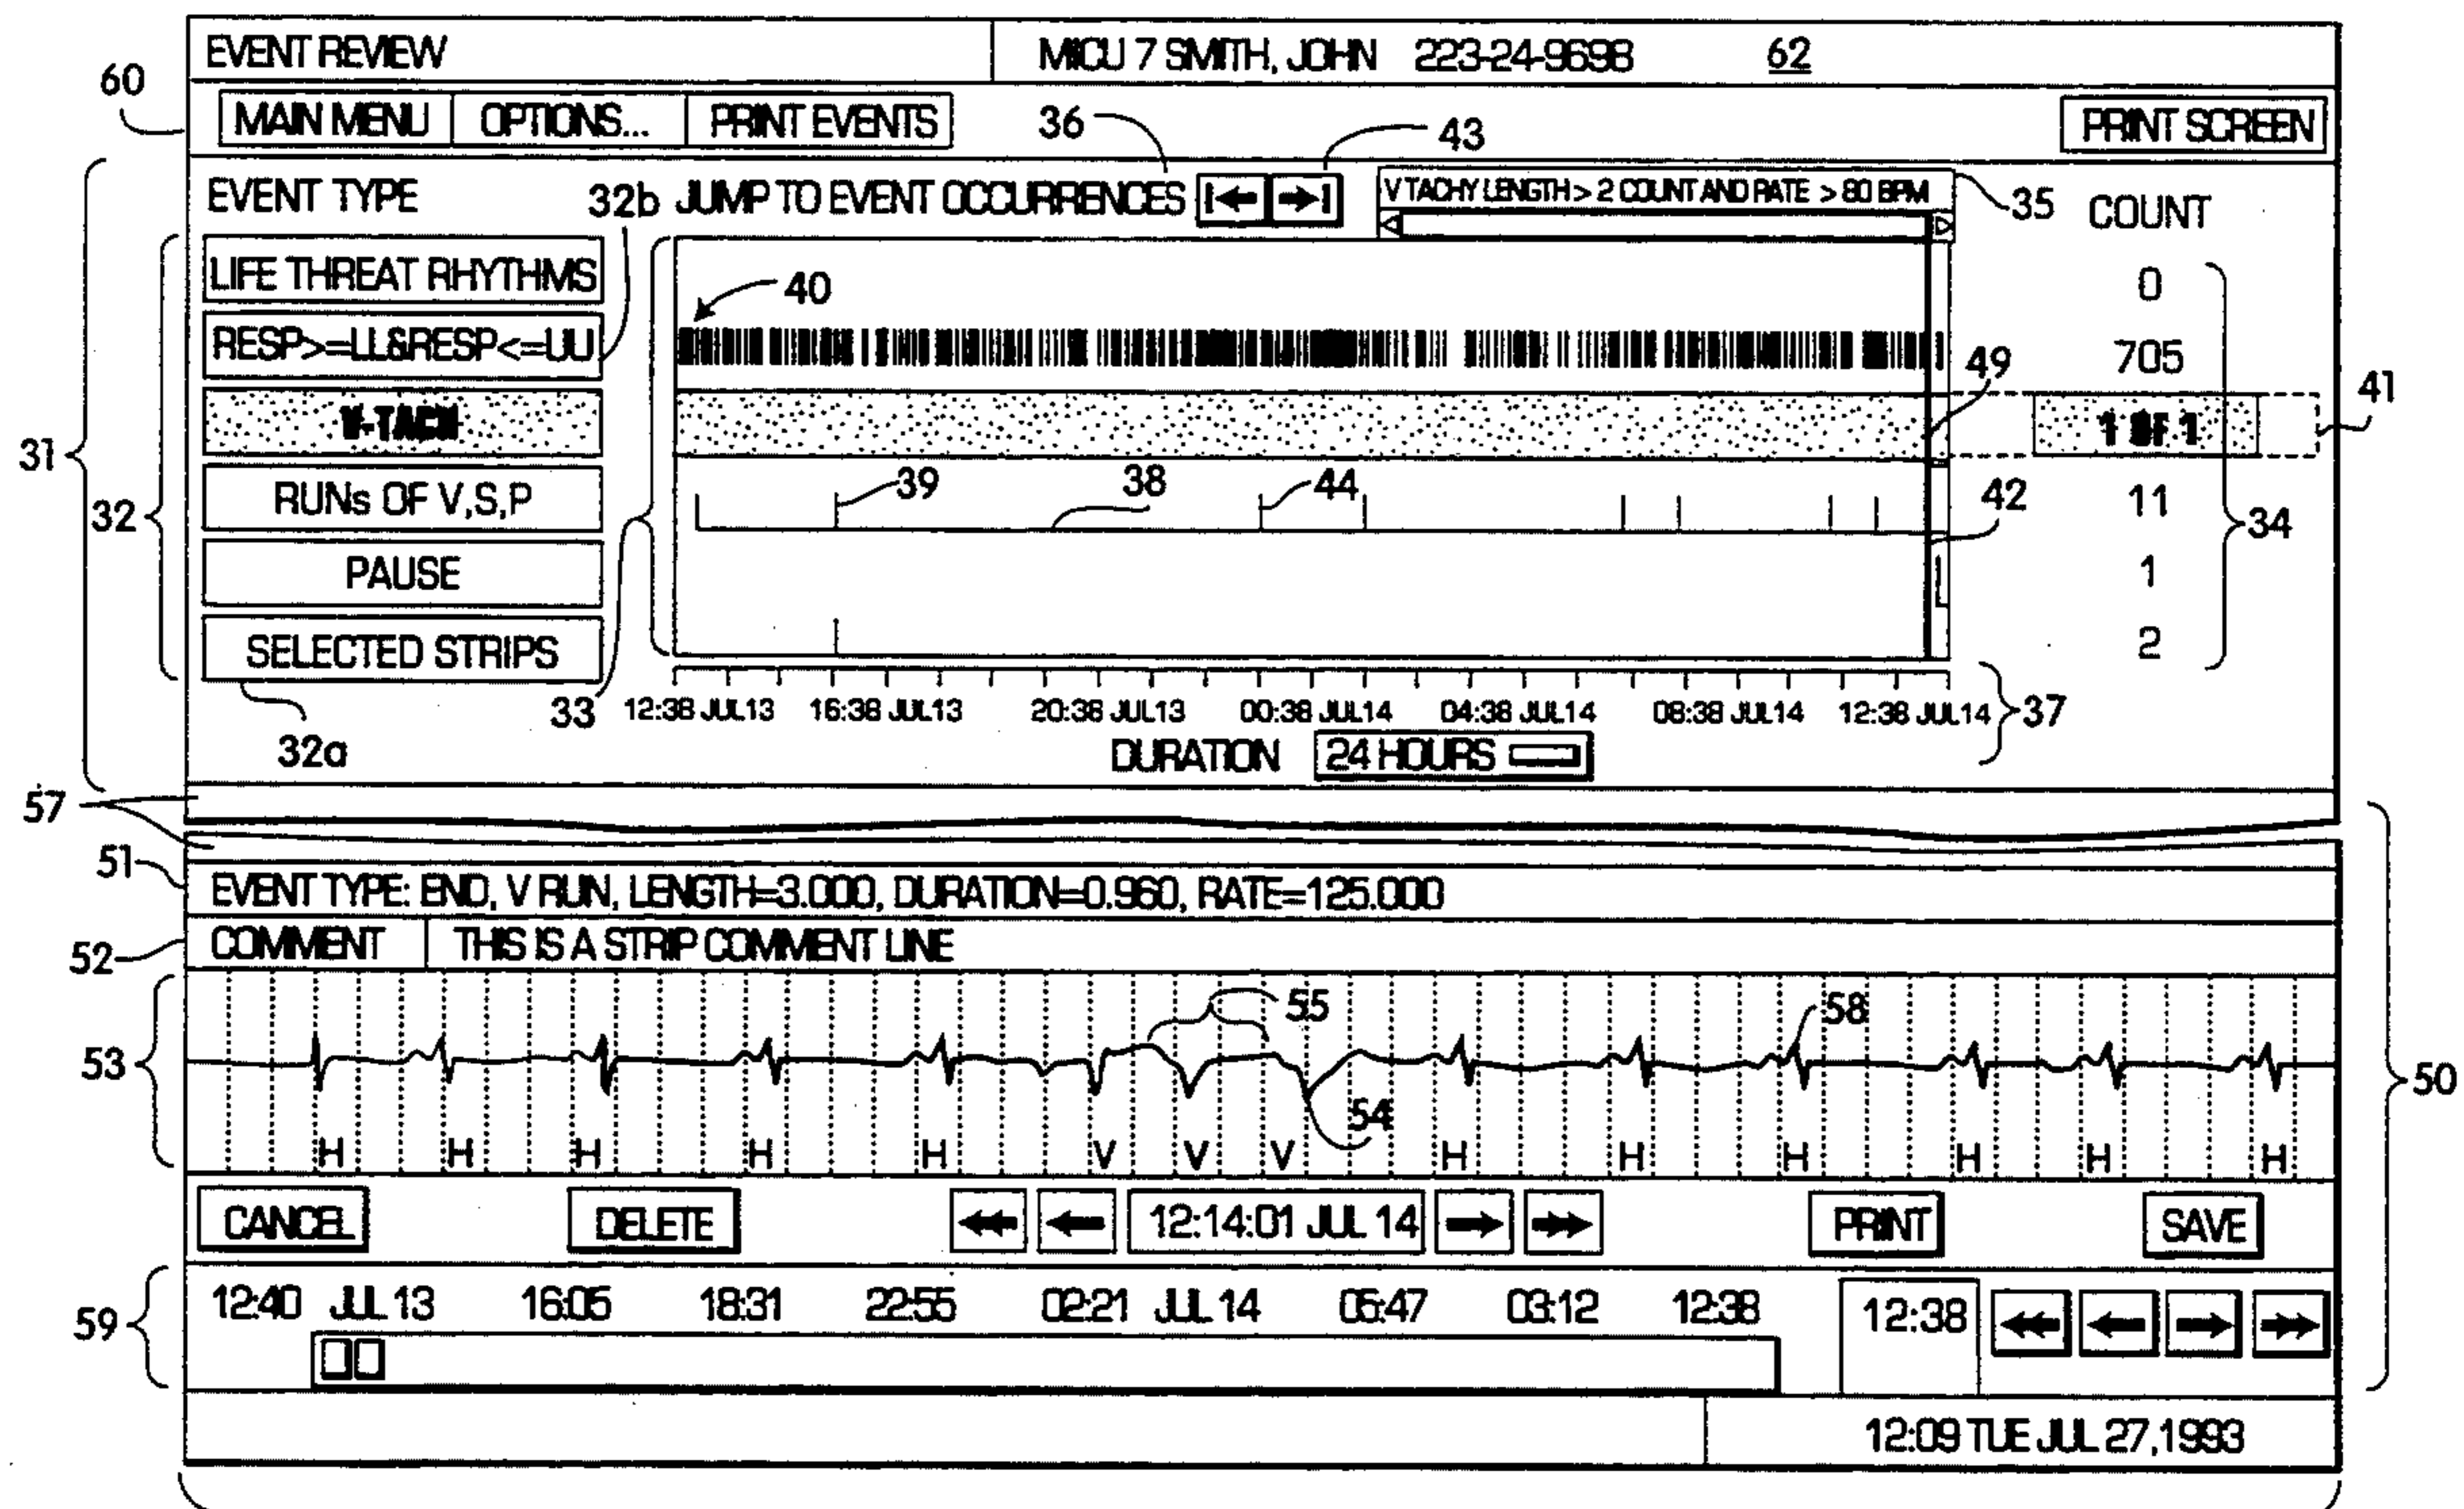 EVENT REVIEW MICU 7 SMITH, JOHN 223-24-9698 62
60
MAIN MENU OPTIONS... PRINT EVENTS 36 43 PRINT SCREEN
EVENT TYPE 32b JUMP TO EVENT OCCURRENCES V TACHY LENGTH > 2 COUNT AND RATE > 80 BPM 35 COUNT
LIFE THREAT RHYTHMS 40 0
RESP>=LL&RESP<=UU 49 705
31 V-TACH 1 OF 1 41
32 RUNs OF V,S,P 39 38 44 42 11 34
PAUSE 1
SELECTED STRIPS 2
33 12:38 JUL13 16:38 JUL13 20:38 JUL13 00:38 JUL14 04:38 JUL14 08:38 JUL14 12:38 JUL14 37
32a DURATION 24 HOURS
57
51 EVENT TYPE: END, V RUN, LENGTH=3.000, DURATION=0.960, RATE=125.000
52 COMMENT THIS IS A STRIP COMMENT LINE
55 58
53 50
54
H H H H H V V V H H H H H H
CANCEL DELETE 12:14:01 JUL 14 PRINT SAVE
59 12:40 JUL 13 16:05 18:31 22:55 02:21 JUL 14 05:47 03:12 12:38 12:38
12:09 TUE JUL 27,1993